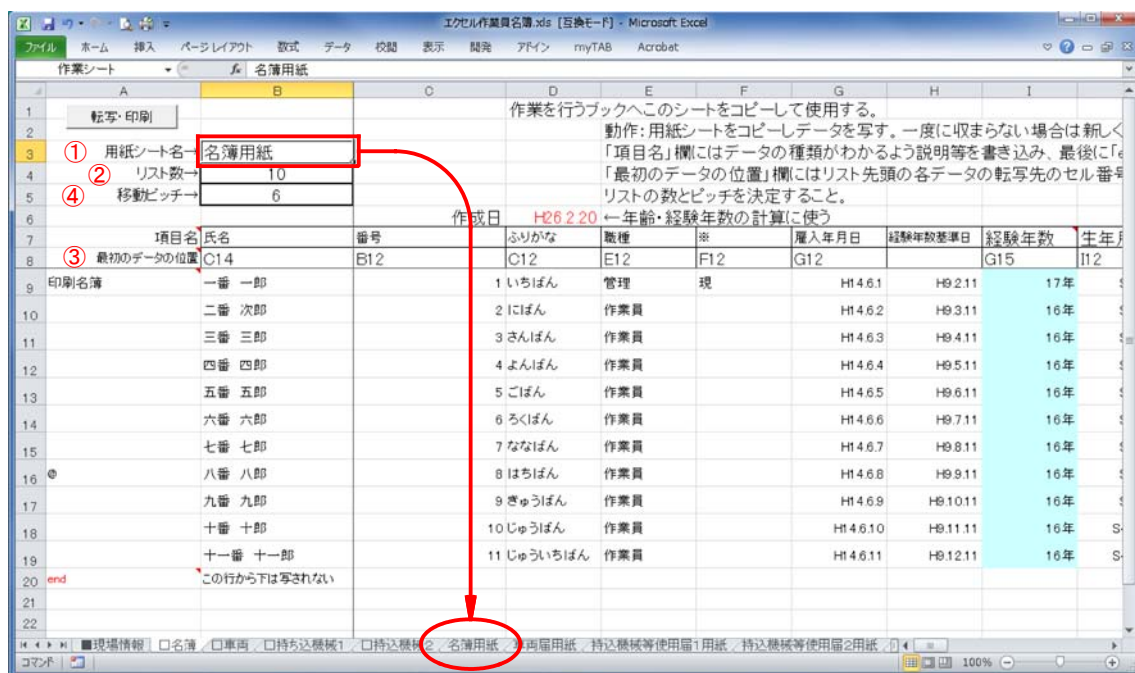 エクセル作業員名簿.xls [互換モード] - Microsoft Excel
ファイル ホーム 挿入 ページレイアウト 数式 データ 校閲 表示 開発 アドイン myTAB Acrobat
作業シート fx 名簿用紙
A B C D E F G H I
1 転写・印刷 作業を行うブックへこのシートをコピーして使用する。
2 動作：用紙シートをコピーしデータを写す。一度に収まらない場合は新しく
3 ① 用紙シート名→ 名簿用紙 「項目名」欄にはデータの種類がわかるよう説明等を書き込み、最後に「e
4 ② リスト数→ 10 「最初のデータの位置」欄にはリスト先頭の各データの転写先のセル番号
5 ④ 移動ピッチ→ 6 リストの数とピッチを決定すること。
6 作成日 H26.2.20 ←年齢・経験年数の計算に使う
7 項目名 氏名 番号 ふりがな 職種 ※ 雇入年月日 経験年数基準日 経験年数 生年月
8 ③ 最初のデータの位置 C14 B12 C12 E12 F12 G12 G15 I12
9 印刷名簿 一番 一郎 1 いちばん 管理 現 H14.6.1 H9.2.11 17年
10 二番 次郎 2 にばん 作業員 H14.6.2 H9.3.11 16年
11 三番 三郎 3 さんばん 作業員 H14.6.3 H9.4.11 16年
12 四番 四郎 4 よんばん 作業員 H14.6.4 H9.5.11 16年
13 五番 五郎 5 ごばん 作業員 H14.6.5 H9.6.11 16年
14 六番 六郎 6 ろくばん 作業員 H14.6.6 H9.7.11 16年
15 七番 七郎 7 ななばん 作業員 H14.6.7 H9.8.11 16年
16 @ 八番 八郎 8 はちばん 作業員 H14.6.8 H9.9.11 16年
17 九番 九郎 9 きゅうばん 作業員 H14.6.9 H9.10.11 16年
18 十番 十郎 10 じゅうばん 作業員 H14.6.10 H9.11.11 16年 S
19 十一番 十一郎 11 じゅういちばん 作業員 H14.6.11 H9.12.11 16年 S
20 end この行から下は写されない
21
22
■現場情報 □名簿 □車両 □持ち込機械1 □持込機械2 名簿用紙 車両届用紙 持込機械等使用届1用紙 持込機械等使用届2用紙
コマンド 100%